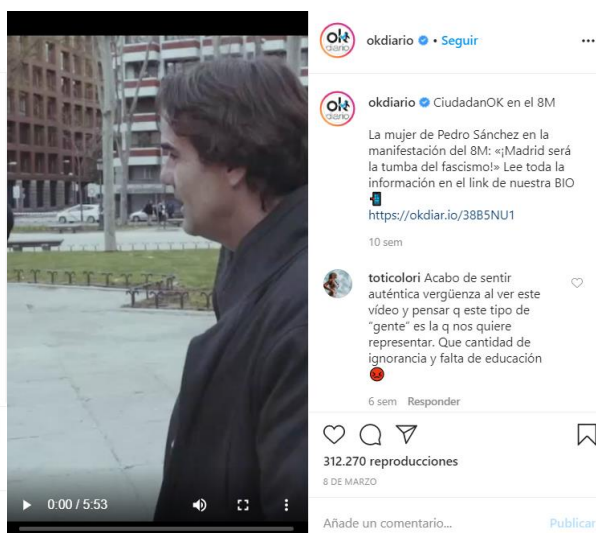 ok
diario
okdiario • Seguir
ok
diario
okdiario CiudadanOK en el 8M
La mujer de Pedro Sánchez en la
manifestación del 8M: «¡Madrid será
la tumba del fascismo!» Lee toda la
información en el link de nuestra BIO
https://okdiar.io/38B5NU1
10 sem
toticolori Acabo de sentir
auténtica vergüenza al ver este
vídeo y pensar q este tipo de
“gente” es la q nos quiere
representar. Que cantidad de
ignorancia y falta de educación
6 sem Responder
312.270 reproducciones
8 DE MARZO
Añade un comentario... Publicar
0:00 / 5:53